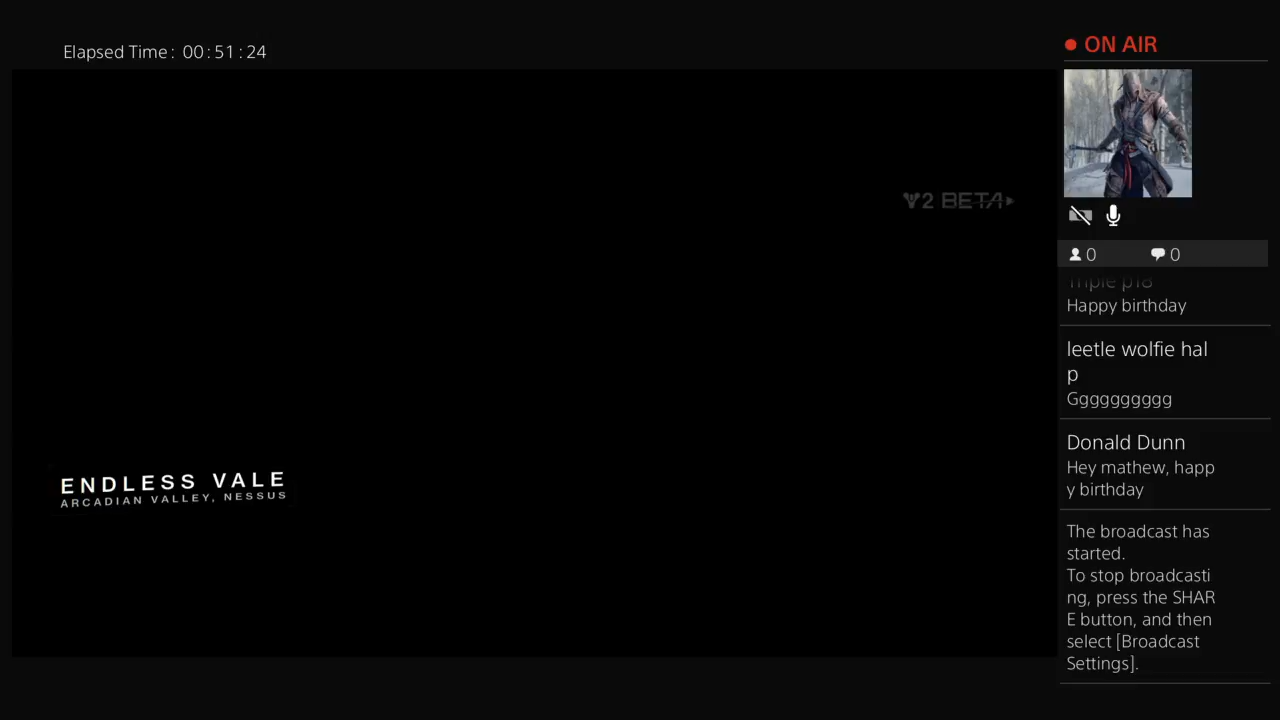 Elapsed Time: 00:51:24
ON AIR
2 BETA
0 0
Triple p18
Happy birthday
leetle wolfie hal
p
Gggggggggg
Donald Dunn
Hey mathew, happ
y birthday
ENDLESS VALE
ARCADIAN VALLEY, NESSUS
The broadcast has
started.
To stop broadcasti
ng, press the SHAR
E button, and then
select [Broadcast
Settings].